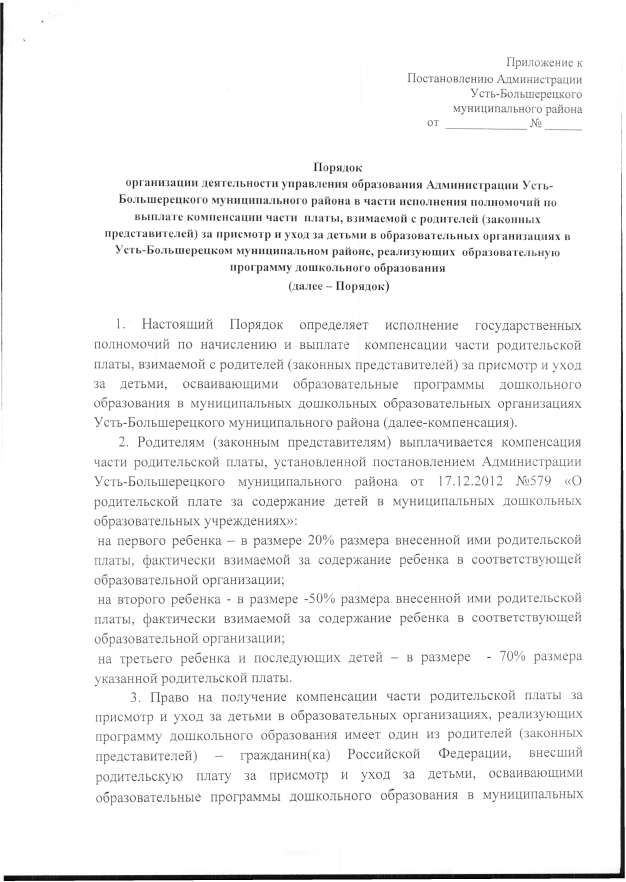 Приложение к
Постановлению Администрации
Усть-Большерецкого
муниципального района
от ______________ № ______
Порядок
организации деятельности управления образования Администрации Усть-
Большерецкого муниципального района в части исполнения полномочий по
выплате компенсации части платы, взимаемой с родителей (законных
представителей) за присмотр и уход за детьми в образовательных организациях в
Усть-Большерецком муниципальном районе, реализующих образовательную
программу дошкольного образования
(далее – Порядок)
1. Настоящий Порядок определяет исполнение государственных
полномочий по начислению и выплате компенсации части родительской
платы, взимаемой с родителей (законных представителей) за присмотр и уход
за детьми, осваивающими образовательные программы дошкольного
образования в муниципальных дошкольных образовательных организациях
Усть-Большерецкого муниципального района (далее-компенсация).
2. Родителям (законным представителям) выплачивается компенсация
части родительской платы, установленной постановлением Администрации
Усть-Большерецкого муниципального района от 17.12.2012 №579 «О
родительской плате за содержание детей в муниципальных дошкольных
образовательных учреждениях»:
на первого ребенка – в размере 20% размера внесенной ими родительской
платы, фактически взимаемой за содержание ребенка в соответствующей
образовательной организации;
на второго ребенка - в размере -50% размера внесенной ими родительской
платы, фактически взимаемой за содержание ребенка в соответствующей
образовательной организации;
на третьего ребенка и последующих детей – в размере - 70% размера
указанной родительской платы.
3. Право на получение компенсации части родительской платы за
присмотр и уход за детьми в образовательных организациях, реализующих
программу дошкольного образования имеет один из родителей (законных
представителей) – гражданин(ка) Российской Федерации, внесший
родительскую плату за присмотр и уход за детьми, осваивающими
образовательные программы дошкольного образования в муниципальных